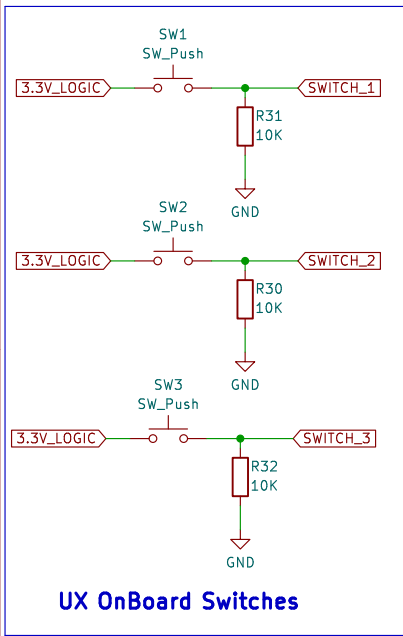 SW1
SW_Push
3.3V_LOGIC
SWITCH_1
R31
10K
GND
SW2
SW_Push
3.3V_LOGIC
SWITCH_2
R30
10K
GND
SW3
SW_Push
3.3V_LOGIC
SWITCH_3
R32
10K
GND
UX OnBoard Switches